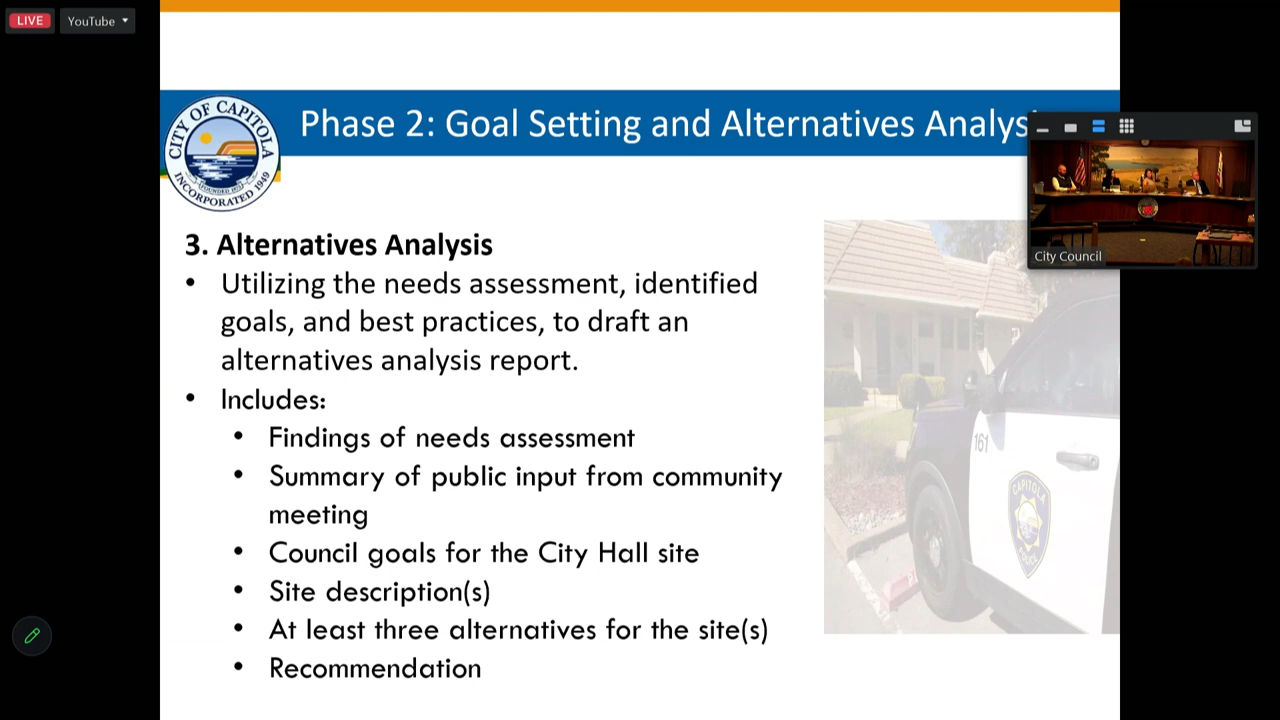 LIVE
YouTube
CITY OF CAPITOLA
INCORPORATED 1949
Phase 2: Goal Setting and Alternatives
City Council
3. Alternatives Analysis
• Utilizing the needs assessment, identified
goals, and best practices, to draft an
alternatives analysis report.
• Includes:
• Findings of needs assessment
• Summary of public input from community
meeting
• Council goals for the City Hall site
• Site description(s)
• At least three alternatives for the site(s)
• Recommendation
161
CAPITOLA